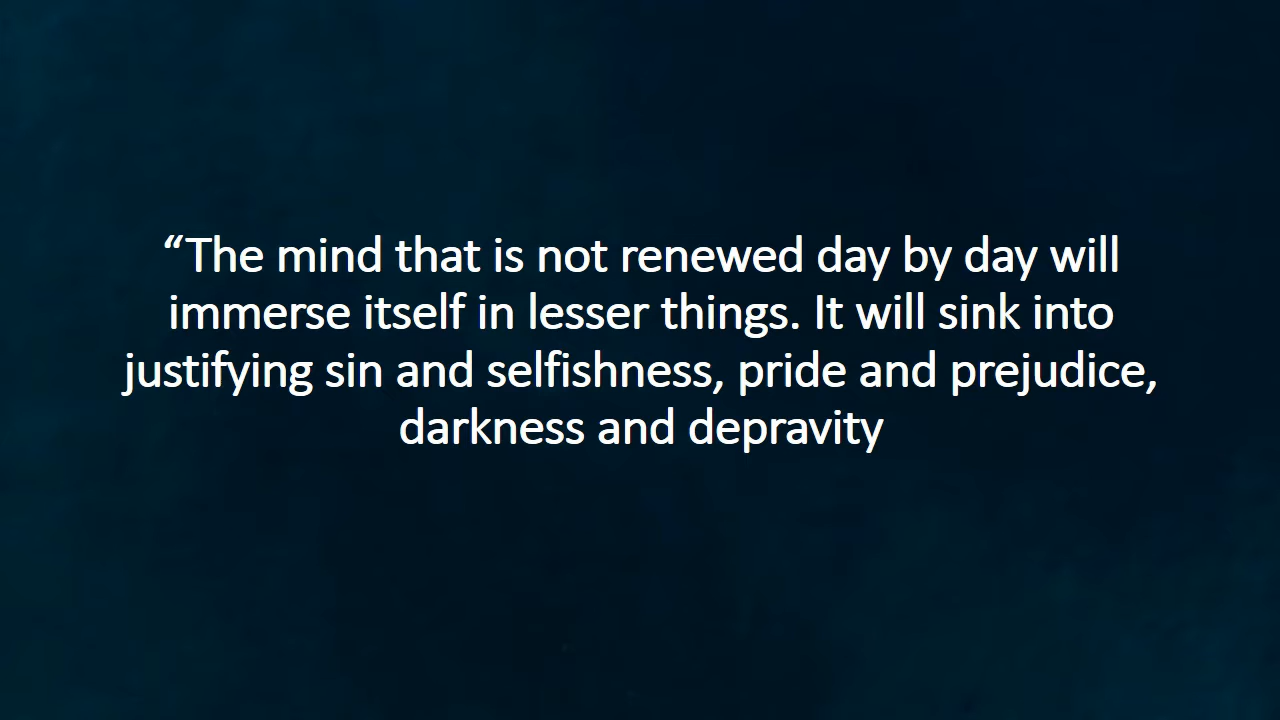 “The mind that is not renewed day by day will
immerse itself in lesser things. It will sink into
justifying sin and selfishness, pride and prejudice,
darkness and depravity